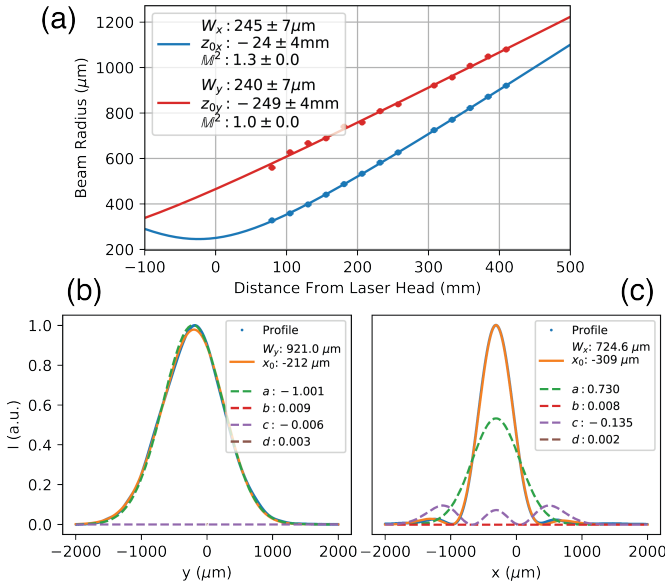 (a)
1200
1000
800
600
400
200
Beam Radius (μm)
W_x : 245 ± 7μm
z_{0x} : −24 ± 4mm
𝕄² : 1.3 ± 0.0
W_y : 240 ± 7μm
z_{0y} : −249 ± 4mm
𝕄² : 1.0 ± 0.0
−100 0 100 200 300 400 500
Distance From Laser Head (mm)
(b)
1.0
0.8
0.6
0.4
0.2
0.0
I (a.u.)
Profile
W_y: 921.0 μm
x_0: -212 μm
a : −1.001
b : 0.009
c : −0.006
d : 0.003
−2000 −1000 0 1000 2000
y (μm)
(c)
Profile
W_x: 724.6 μm
x_0: -309 μm
a : 0.730
b : 0.008
c : −0.135
d : 0.002
−2000 −1000 0 1000 2000
x (μm)